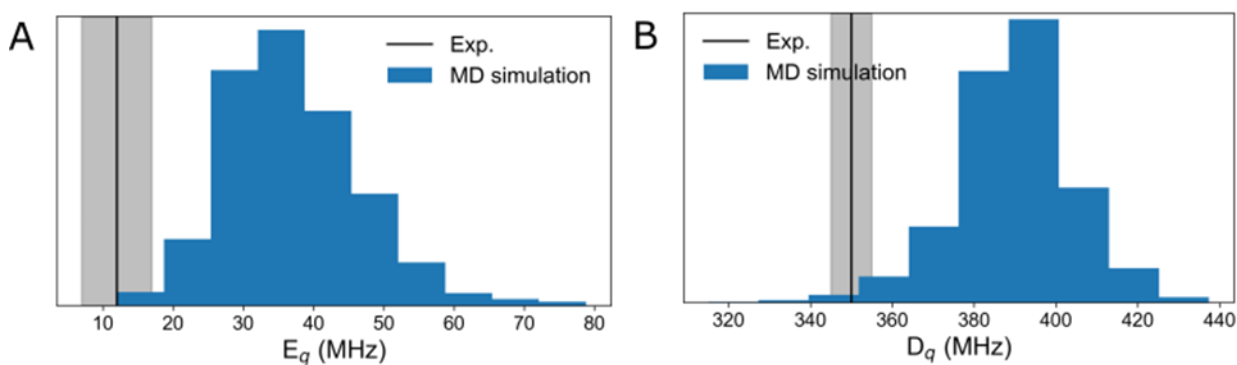 A
Exp.
MD simulation
10 20 30 40 50 60 70 80
E_q (MHz)
B
Exp.
MD simulation
320 340 360 380 400 420 440
D_q (MHz)